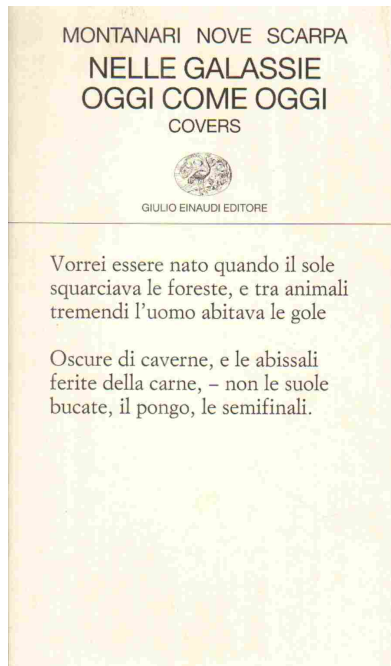 MONTANARI NOVE SCARPA
NELLE GALASSIE
OGGI COME OGGI
COVERS
GIULIO EINAUDI EDITORE
Vorrei essere nato quando il sole
squarciava le foreste, e tra animali
tremendi l'uomo abitava le gole
Oscure di caverne, e le abissali
ferite della carne, – non le suole
bucate, il pongo, le semifinali.